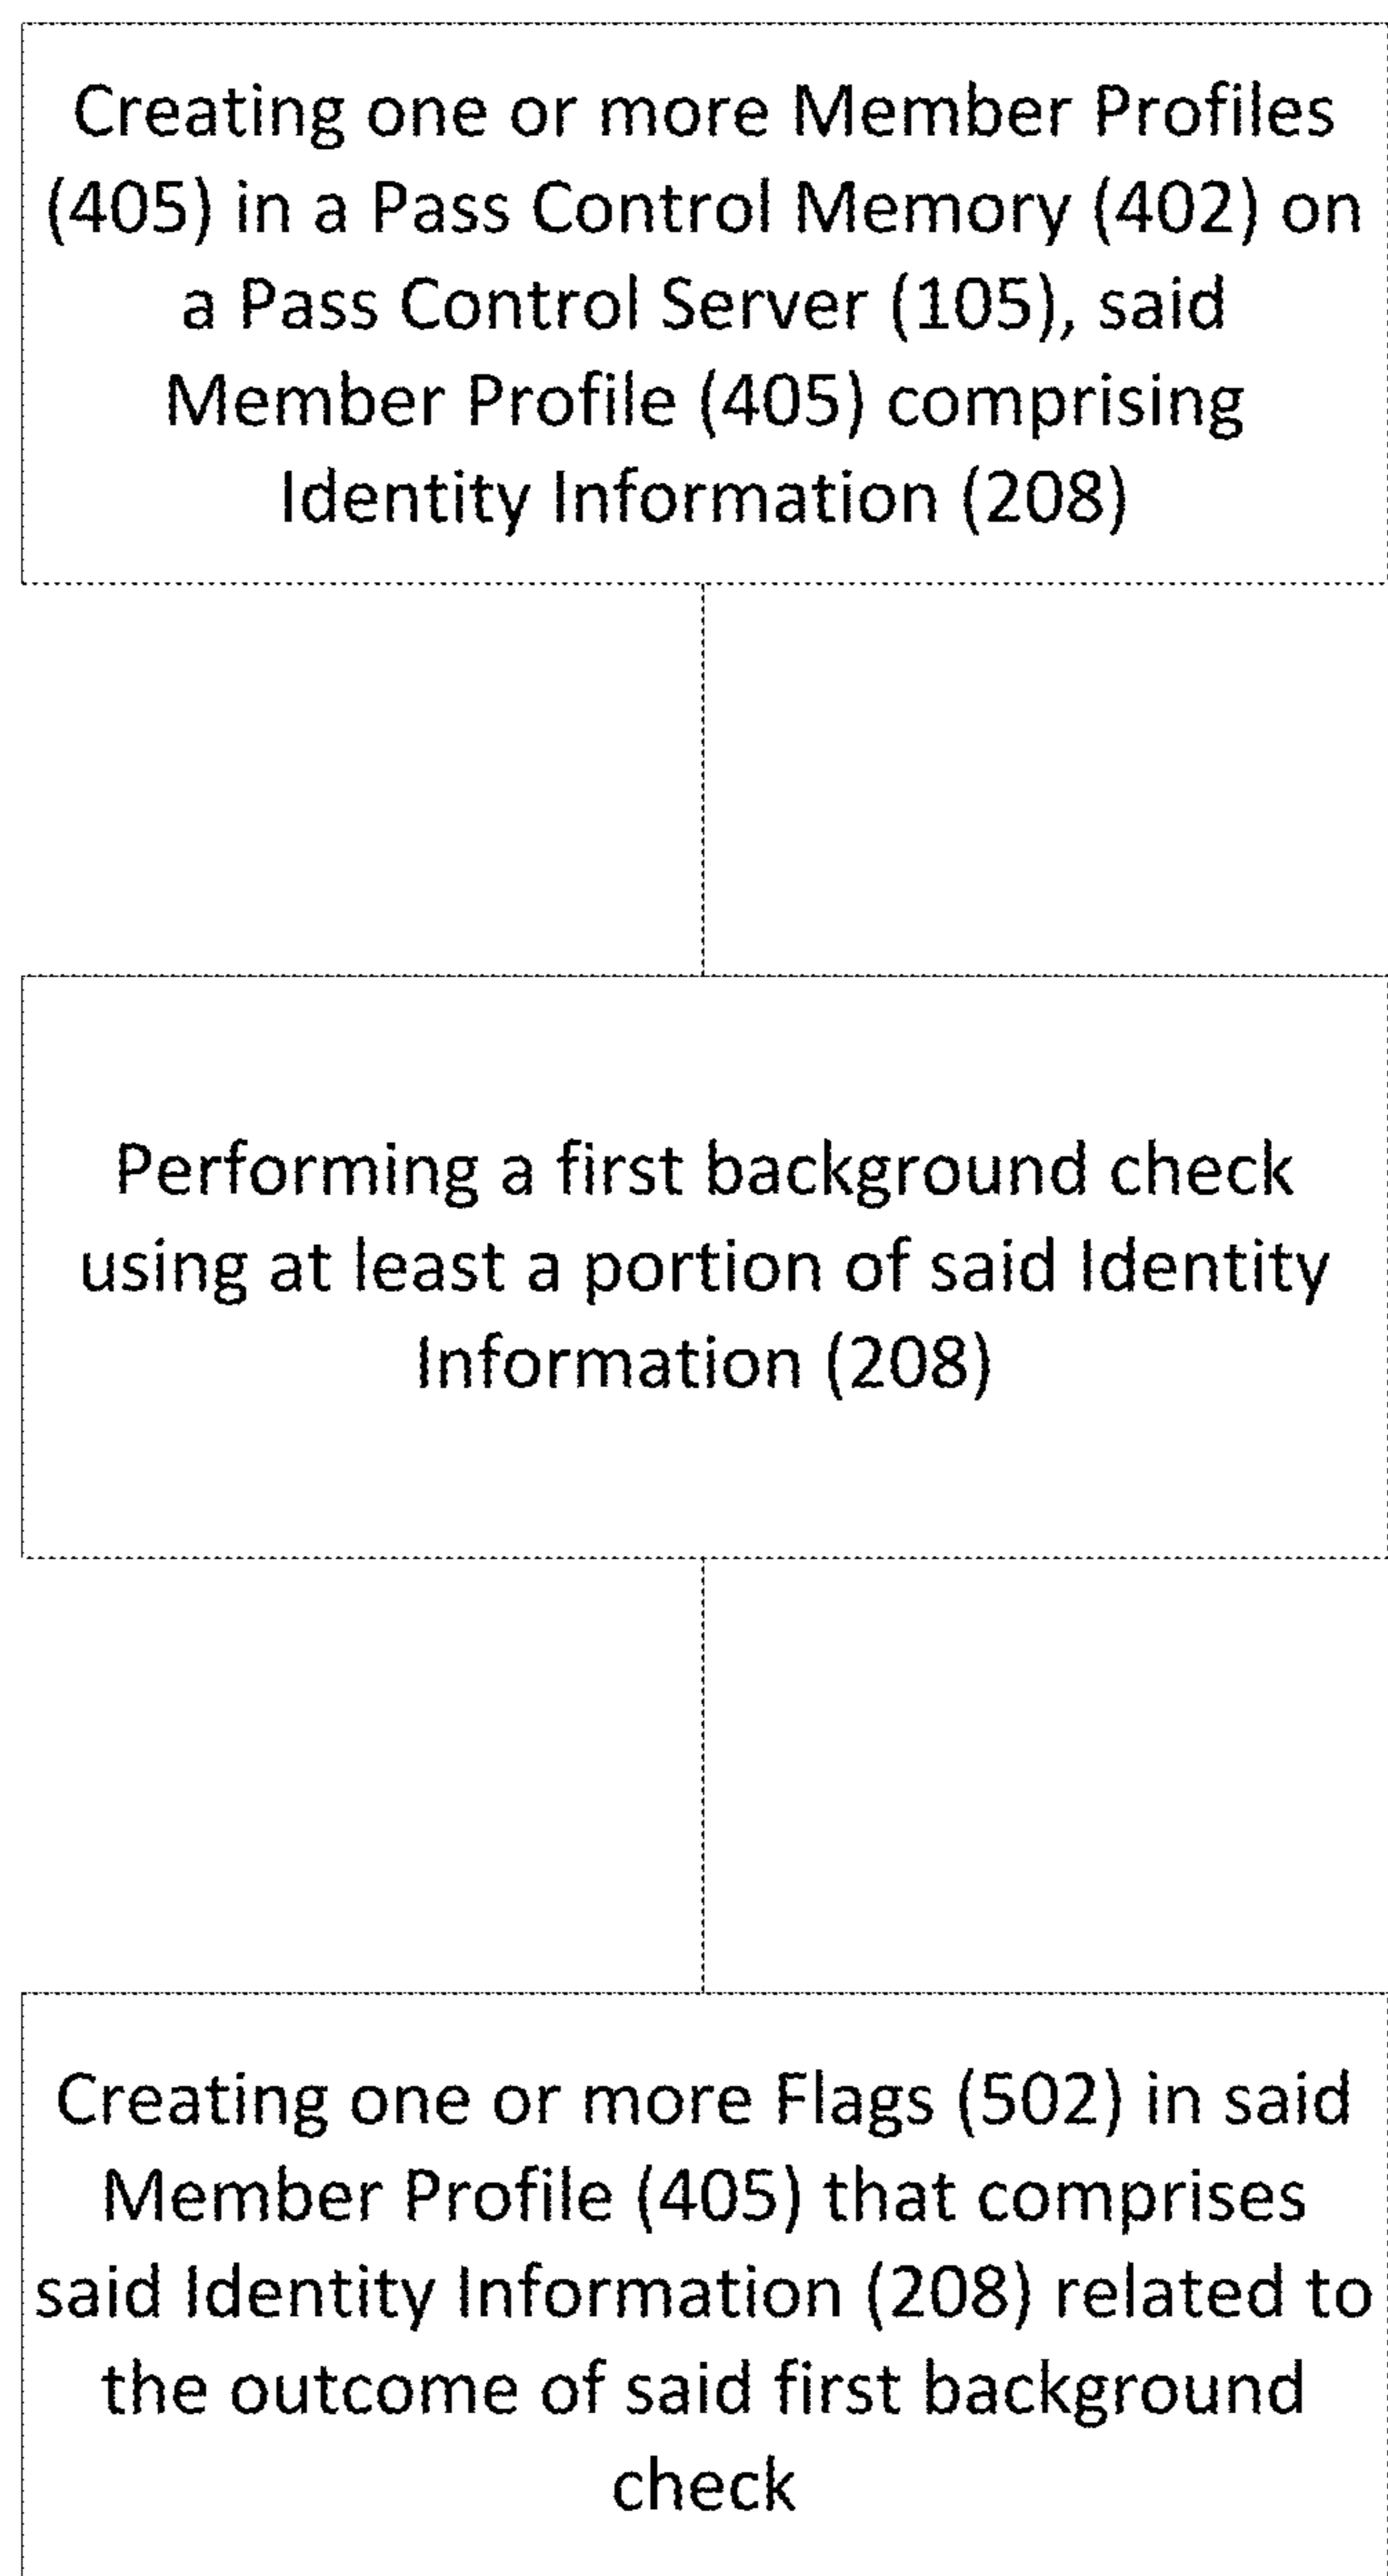 Creating one or more Member Profiles
(405) in a Pass Control Memory (402) on
a Pass Control Server (105), said
Member Profile (405) comprising
Identity Information (208)
Performing a first background check
using at least a portion of said Identity
Information (208)
Creating one or more Flags (502) in said
Member Profile (405) that comprises
said Identity Information (208) related to
the outcome of said first background
check